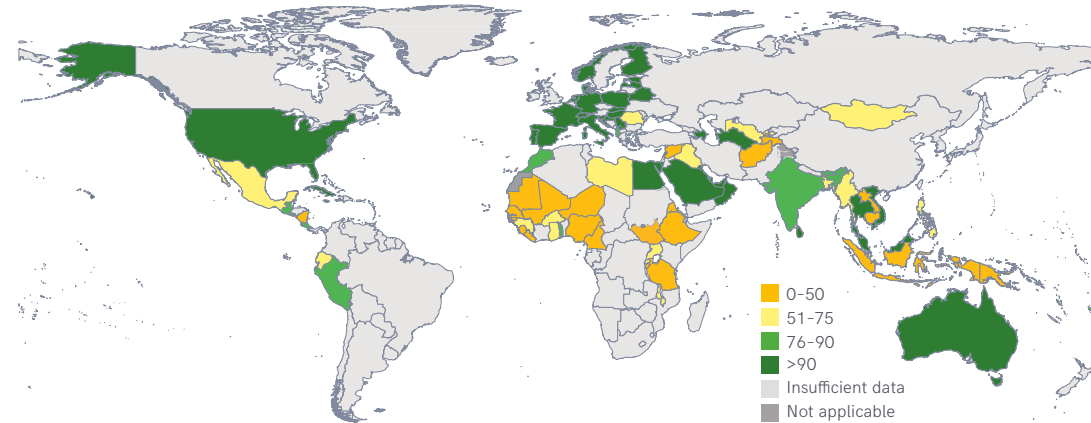 0–50
51–75
76–90
>90
Insufficient data
Not applicable